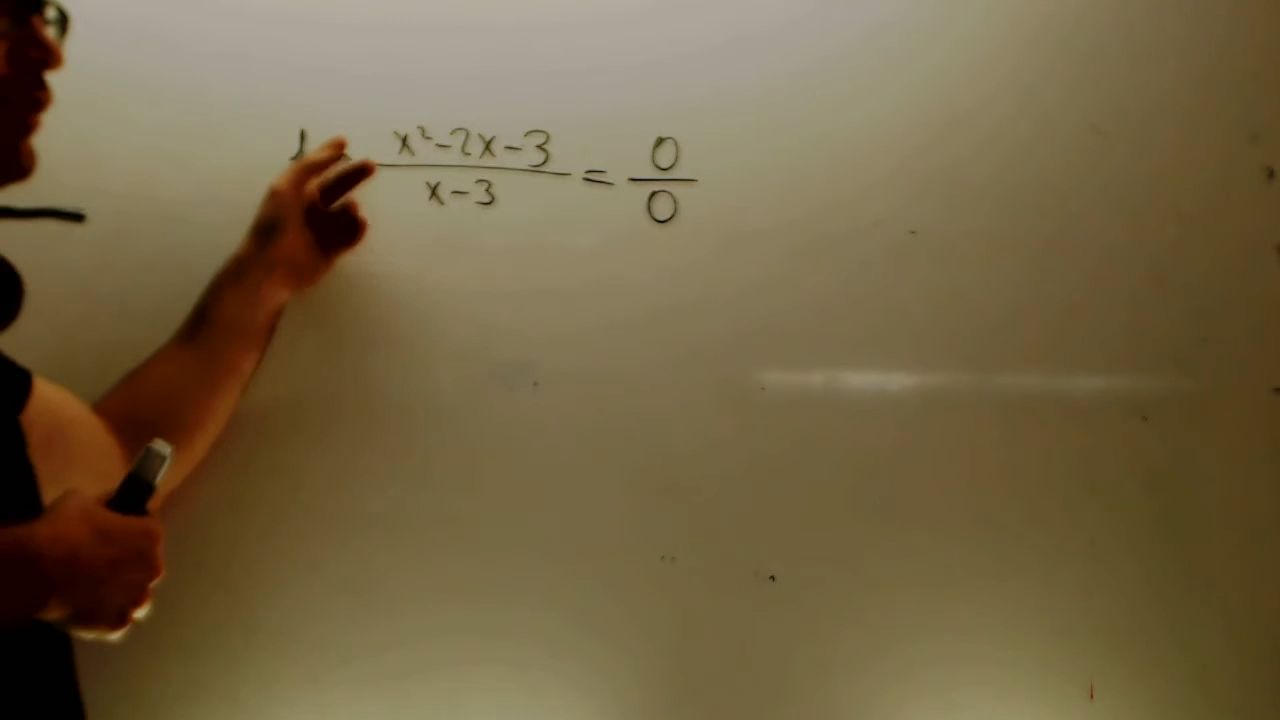 x²-2x-3 / x-3 = 0 / 0